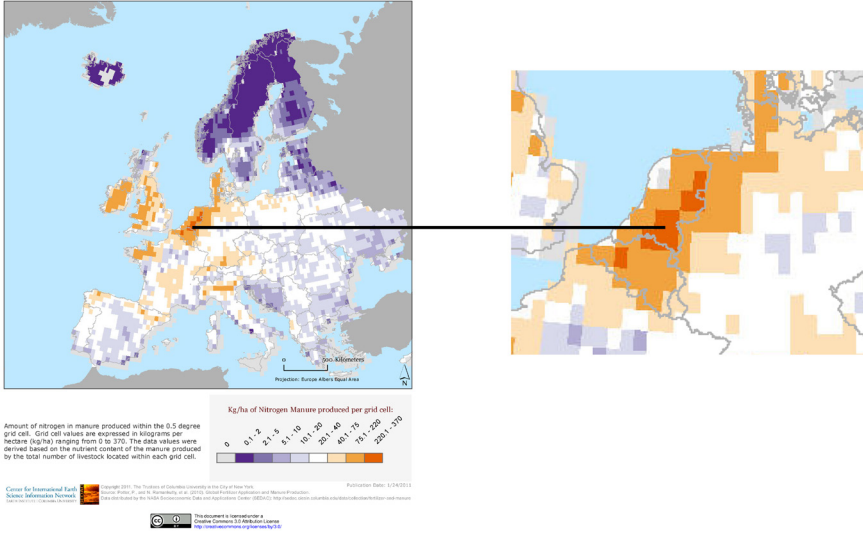 0
500 Kilometers
Projection: Europe Albers Equal Area
N
Amount of nitrogen in manure produced within the 0.5 degree
grid cell. Grid cell values are expressed in kilograms per
hectare (kg/ha) ranging from 0 to 370. The data values were
derived based on the nutrient content of the manure produced
by the total number of livestock located within each grid cell.
Kg/ha of Nitrogen Manure produced per grid cell:
0
0.1 - 2
2.1 - 5
5.1 - 10
10.1 - 20
20.1 - 40
40.1 - 75
75.1 - 220
220.1 - 370
Center for International Earth
Science Information Network
Copyright 2011. The Trustees of Columbia University in the City of New York.
Publication Date: 1/24/2011
This document is licensed under a
Creative Commons 3.0 Attribution License
http://creativecommons.org/licenses/by/3.0/